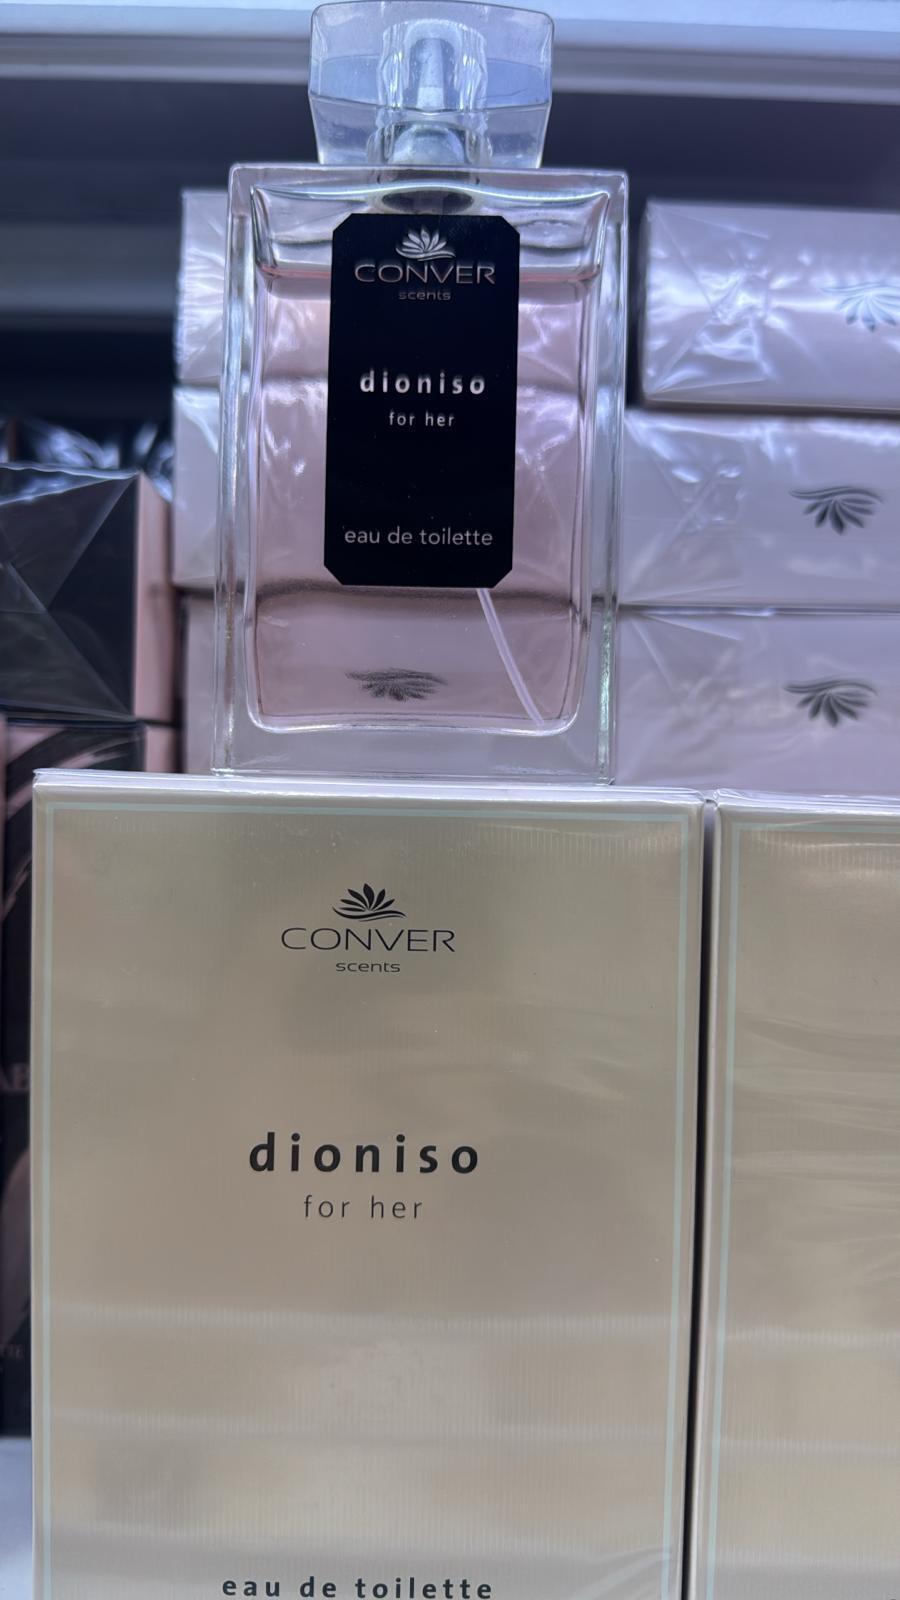 CONVER
scents
dioniso
for her
eau de toilette
CONVER
scents
dioniso
for her
eau de toilette